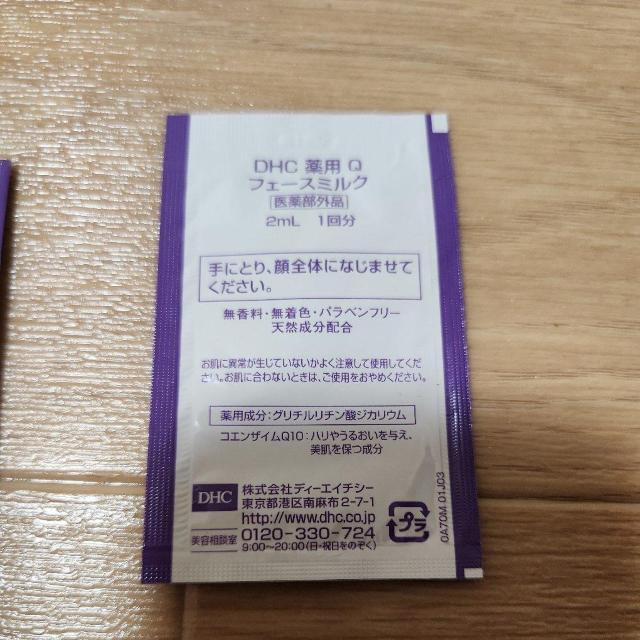 DHC 薬用 Q
フェースミルク
医薬部外品
2mL 1回分
手にとり、顔全体になじませて
ください。
無香料・無着色・パラベンフリー
天然成分配合
お肌に異常が生じていないかよく注意して使用してくだ
さい。お肌に合わないときは、ご使用をおやめください。
薬用成分:グリチルリチン酸ジカリウム
コエンザイムQ10:ハリやうるおいを与え、
美肌を保つ成分
DHC 株式会社ディーエイチシー
東京都港区南麻布2-7-1
http://www.dhc.co.jp
美容相談室 0120-330-724
9:00~20:00(日・祝日をのぞく)
プラ
0A70M 01J03